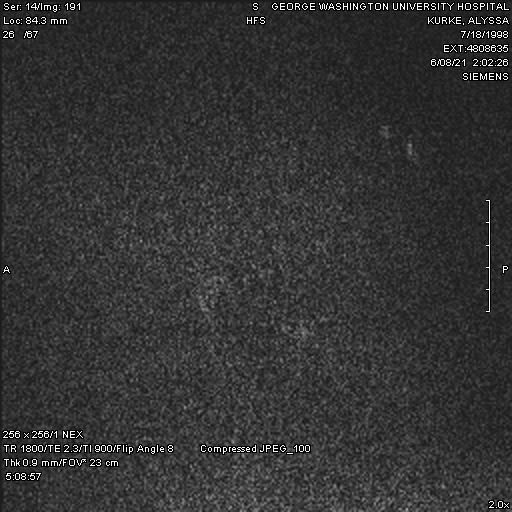 Ser: 14/Img: 191
Loc: 84.3 mm
26 /67
S
HFS
GEORGE WASHINGTON UNIVERSITY HOSPITAL
KURKE, ALYSSA
7/18/1998
EXT:4808635
6/08/21 2:02:26
SIEMENS
A
P
256 x 256/1 NEX
TR 1800/TE 2.3/TI 900/Flip Angle 8
Compressed JPEG_100
Thk 0.9 mm/FOV* 23 cm
5:08:57
2.0x